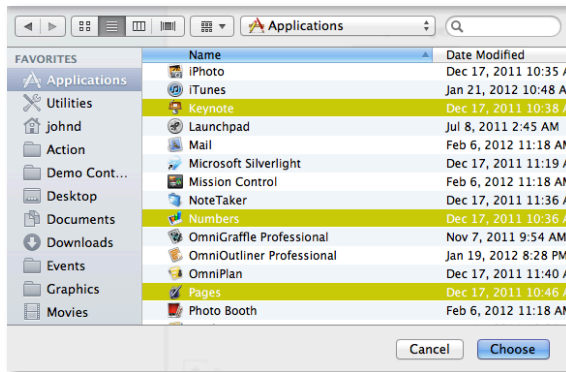 Applications
FAVORITES
Name Date Modified
Applications
iPhoto Dec 17, 2011 10:35 A
iTunes Jan 21, 2012 10:48 A
Utilities
Keynote Dec 17, 2011 10:38 A
johnd
Launchpad Jul 8, 2011 2:45 AM
Action
Mail Feb 6, 2012 11:18 AM
Demo Cont...
Microsoft Silverlight Dec 17, 2011 11:19 A
Mission Control Feb 6, 2012 11:18 AM
Desktop
NoteTaker Dec 17, 2011 11:36 A
Documents
Numbers Dec 17, 2011 10:36 A
Downloads
OmniGraffle Professional Nov 7, 2011 9:54 AM
OmniOutliner Professional Jan 19, 2012 8:28 PM
Events
OmniPlan Dec 17, 2011 11:40 A
Graphics
Pages Dec 17, 2011 10:46 A
Movies
Photo Booth Feb 6, 2012 11:18 AM
Cancel Choose